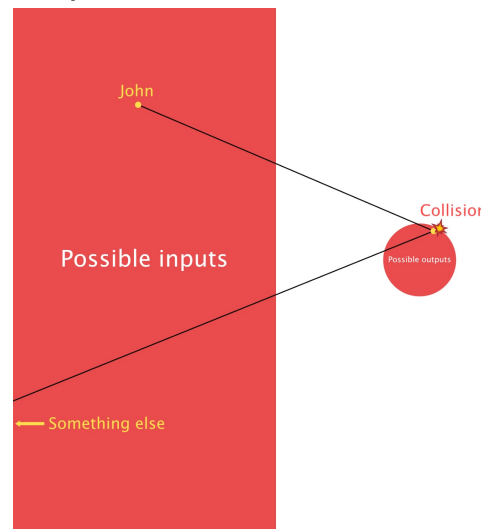 John
Collision
Possible inputs
Possible outputs
Something else